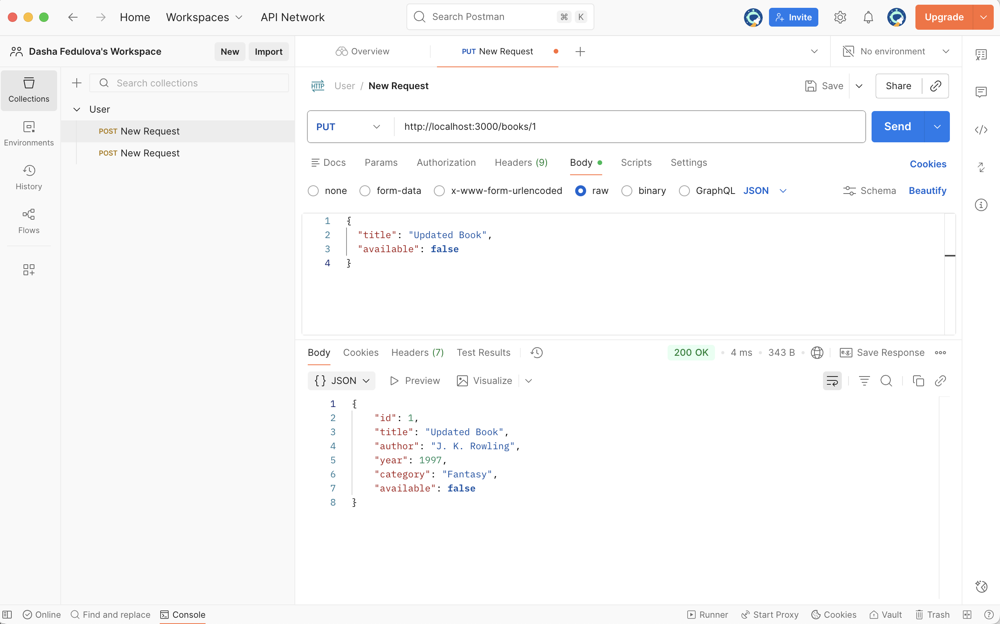 Home Workspaces API Network Search Postman ⌘ K Invite Upgrade
Dasha Fedulova's Workspace New Import Overview PUT New Request No environment
Collections
Environments
History
Flows
Search collections
User
POST New Request
POST New Request
HTTP User / New Request Save Share
PUT http://localhost:3000/books/1 Send
Docs Params Authorization Headers (9) Body Scripts Settings Cookies
none form-data x-www-form-urlencoded raw binary GraphQL JSON Schema Beautify
1 {
2 "title": "Updated Book",
3 "available": false
4 }
Body Cookies Headers (7) Test Results 200 OK • 4 ms • 343 B • e.g. Save Response
{} JSON Preview Visualize
1 {
2 "id": 1,
3 "title": "Updated Book",
4 "author": "J. K. Rowling",
5 "year": 1997,
6 "category": "Fantasy",
7 "available": false
8 }
Online Find and replace Console Runner Start Proxy Cookies Vault Trash